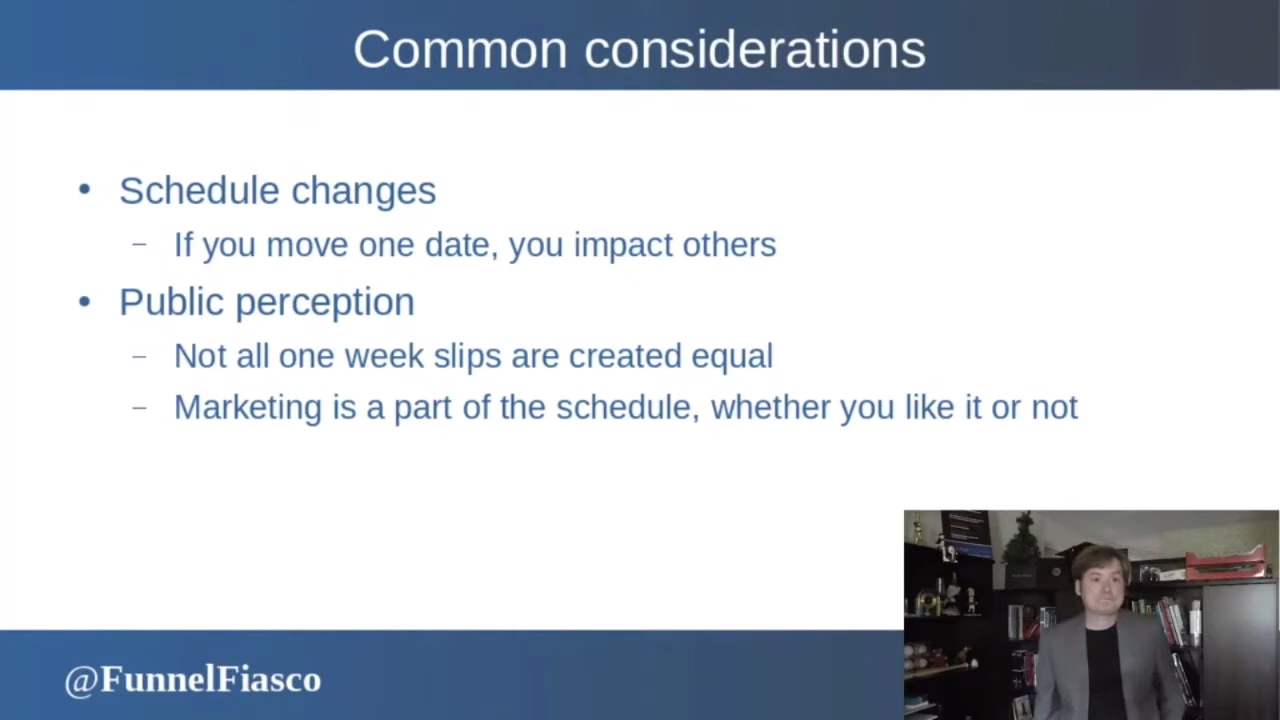 Common considerations
• Schedule changes
– If you move one date, you impact others
• Public perception
– Not all one week slips are created equal
– Marketing is a part of the schedule, whether you like it or not
@FunnelFiasco